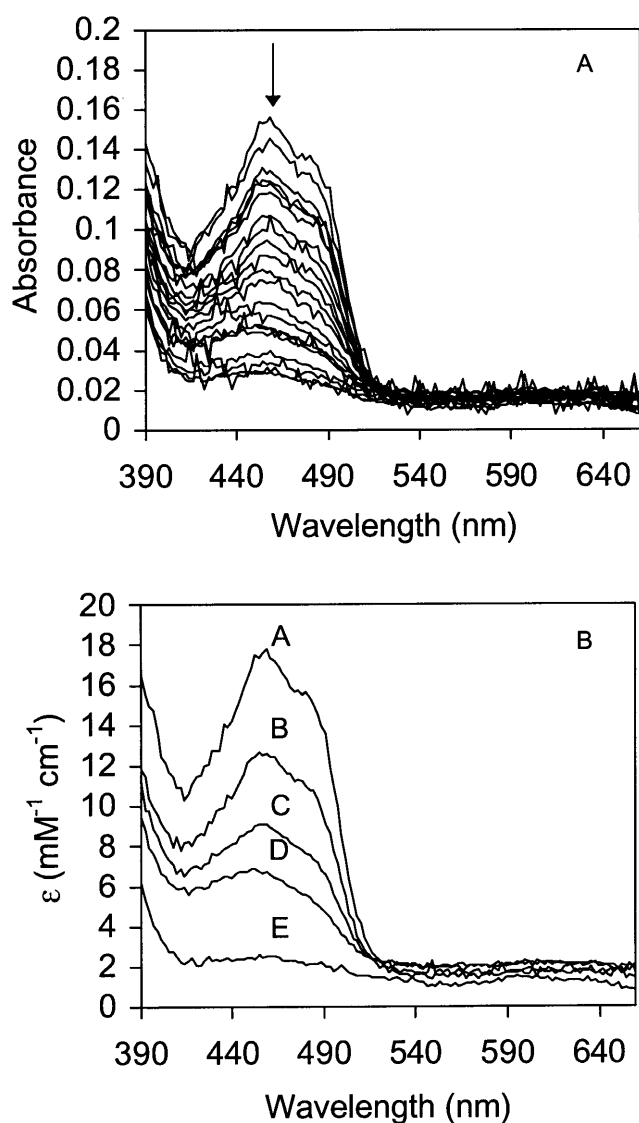 0.2
A
0.18
0.16
0.14
0.12
0.1
0.08
0.06
0.04
0.02
0
Absorbance
390 440 490 540 590 640
Wavelength (nm)
20
A
B
18
16
14
B
12
10
C
8
D
6
4
E
2
0
ε (mM⁻¹ cm⁻¹)
390 440 490 540 590 640
Wavelength (nm)